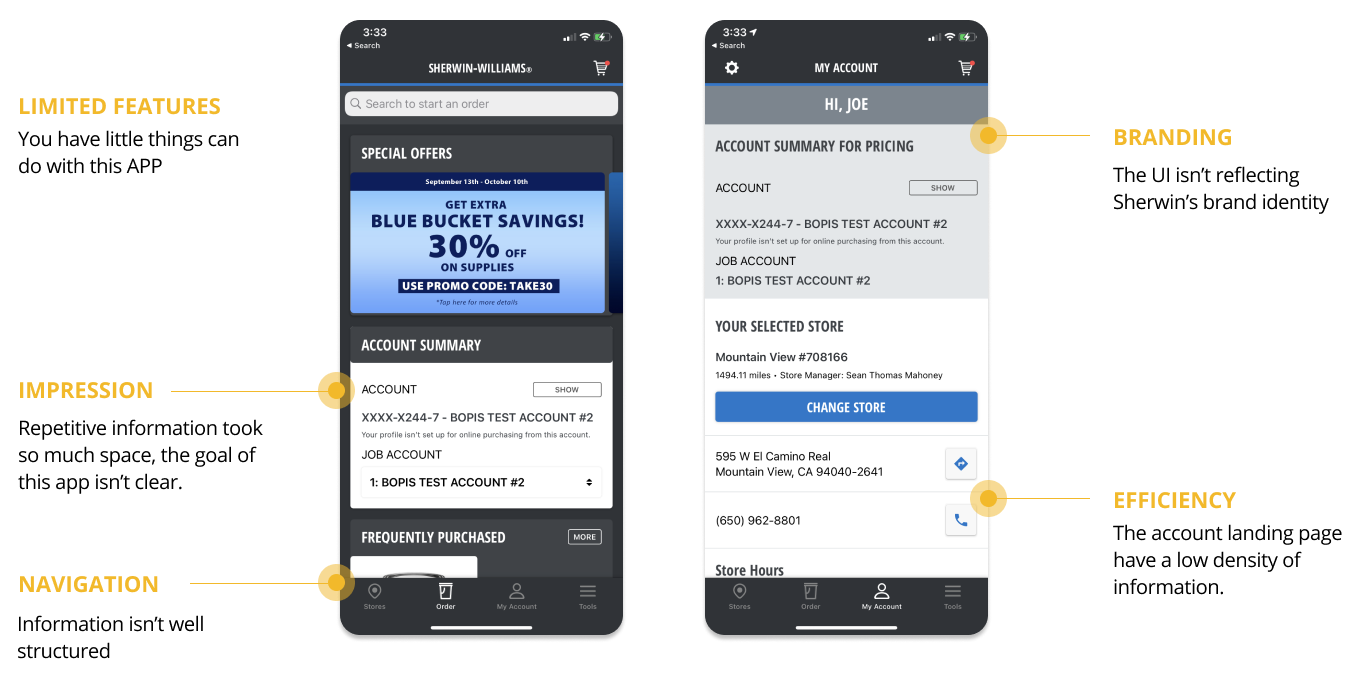 LIMITED FEATURES
You have little things can
do with this APP
IMPRESSION
Repetitive information took
so much space, the goal of
this app isn’t clear.
NAVIGATION
Information isn’t well
structured
3:33
Search
SHERWIN-WILLIAMS®
Search to start an order
SPECIAL OFFERS
September 13th - October 10th
GET EXTRA
BLUE BUCKET SAVINGS!
30% OFF
ON SUPPLIES
USE PROMO CODE: TAKE30
*Tap here for more details
ACCOUNT SUMMARY
ACCOUNT SHOW
XXXX-X244-7 - BOPIS TEST ACCOUNT #2
Your profile isn't set up for online purchasing from this account.
JOB ACCOUNT
1: BOPIS TEST ACCOUNT #2
FREQUENTLY PURCHASED MORE
Stores Order My Account Tools
3:33
Search
MY ACCOUNT
HI, JOE
ACCOUNT SUMMARY FOR PRICING
ACCOUNT SHOW
XXXX-X244-7 - BOPIS TEST ACCOUNT #2
Your profile isn't set up for online purchasing from this account.
JOB ACCOUNT
1: BOPIS TEST ACCOUNT #2
YOUR SELECTED STORE
Mountain View #708166
1494.11 miles • Store Manager: Sean Thomas Mahoney
CHANGE STORE
595 W El Camino Real
Mountain View, CA 94040-2641
(650) 962-8801
Store Hours
Stores Order My Account Tools
BRANDING
The UI isn’t reflecting
Sherwin’s brand identity
EFFICIENCY
The account landing page
have a low density of
information.